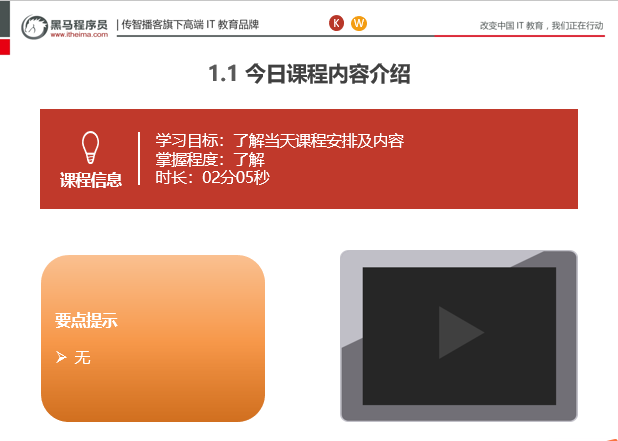 黑马程序员
www.itheima.com
传智播客旗下高端 IT 教育品牌
K W
改变中国 IT 教育，我们正在行动
1.1 今日课程内容介绍
学习目标：了解当天课程安排及内容
掌握程度：了解
时长：02分05秒
课程信息
要点提示
➢ 无